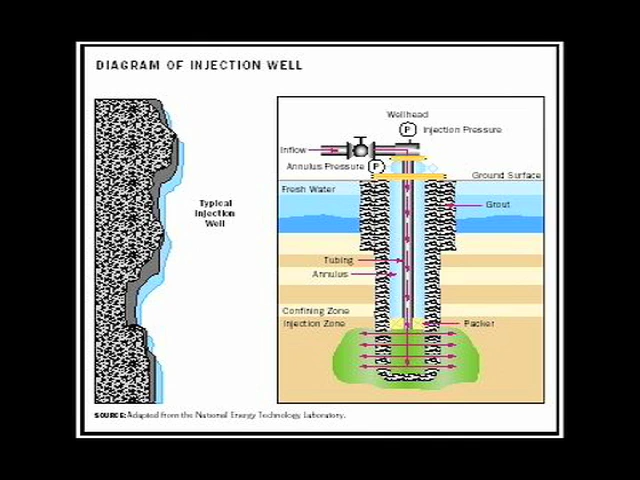 DIAGRAM OF INJECTION WELL
Wellhead
P Injection Pressure
Inflow
Annulus Pressure P
Ground Surface
Fresh Water
Grout
Typical
Injection
Well
Tubing
Annulus
Confining Zone
Injection Zone
Packer
SOURCE: Adapted from the National Energy Technology Laboratory.